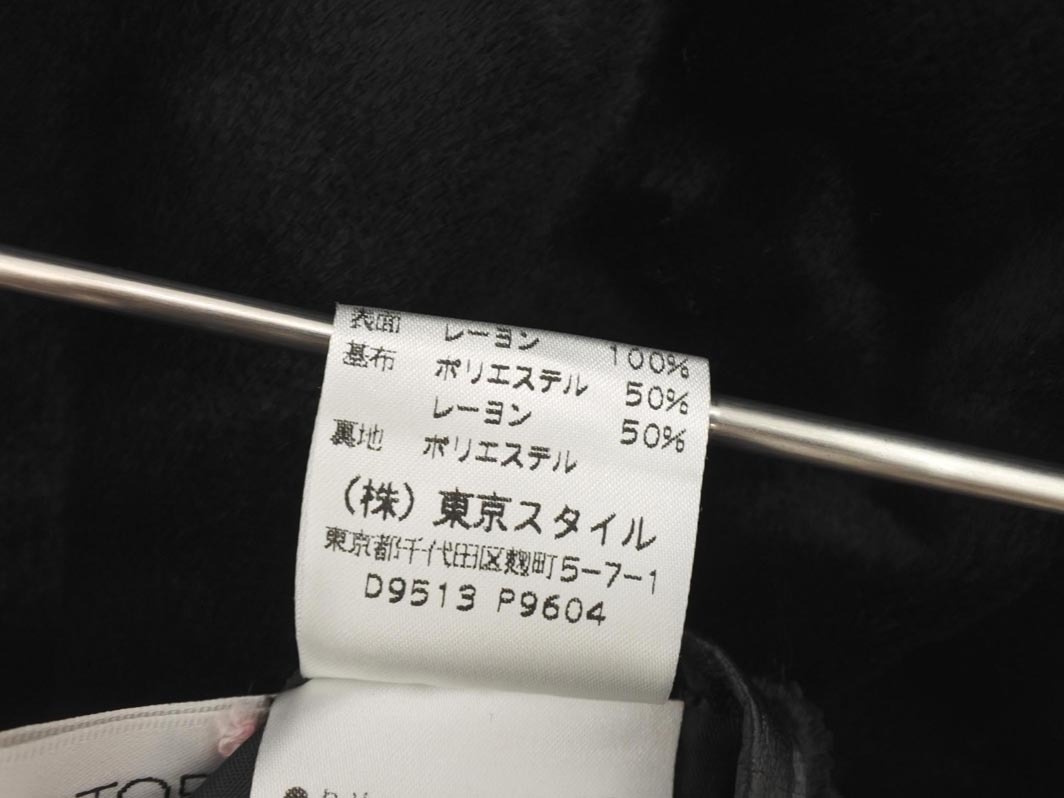 表面 レーヨン 100%
基布 ポリエステル 50%
レーヨン 50%
裏地 ポリエステル
(株)東京スタイル
東京都千代田区麹町5-7-1
D9513 P9604